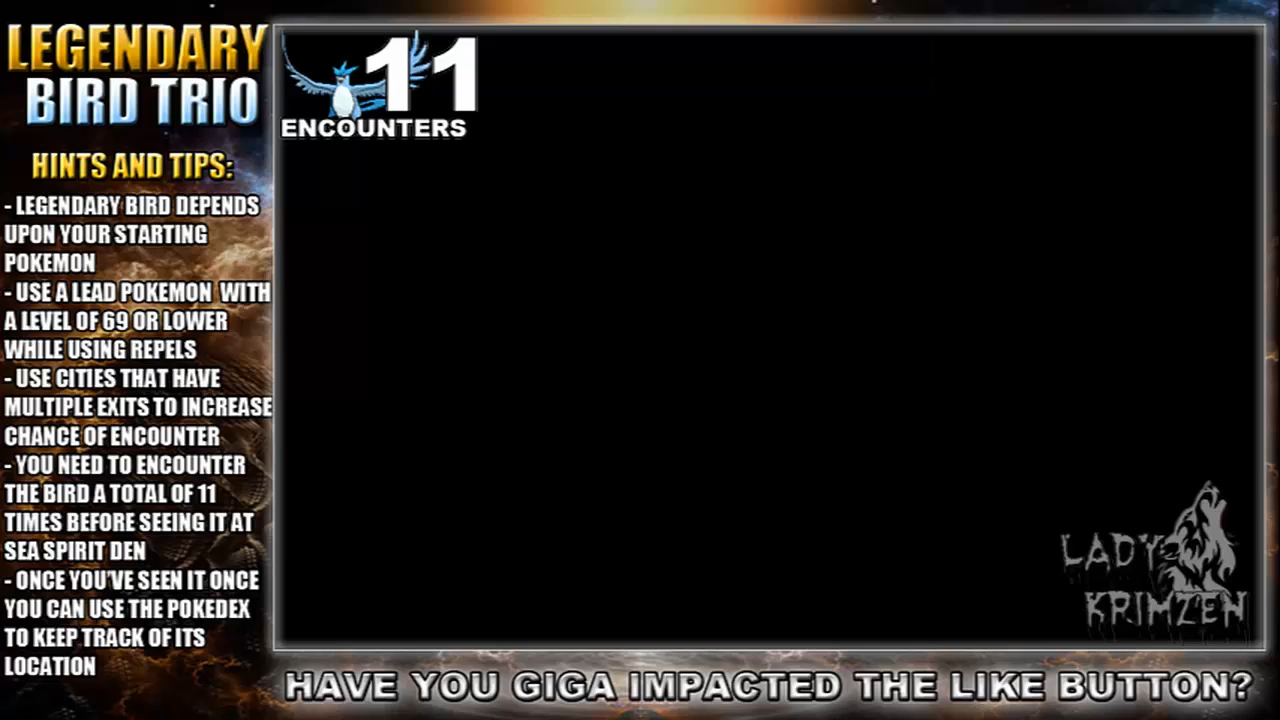 LEGENDARY
BIRD TRIO
HINTS AND TIPS:
- LEGENDARY BIRD DEPENDS
UPON YOUR STARTING
POKEMON
- USE A LEAD POKEMON WITH
A LEVEL OF 69 OR LOWER
WHILE USING REPELS
- USE CITIES THAT HAVE
MULTIPLE EXITS TO INCREASE
CHANCE OF ENCOUNTER
- YOU NEED TO ENCOUNTER
THE BIRD A TOTAL OF 11
TIMES BEFORE SEEING IT AT
SEA SPIRIT DEN
- ONCE YOU'VE SEEN IT ONCE
YOU CAN USE THE POKEDEX
TO KEEP TRACK OF ITS
LOCATION
11
ENCOUNTERS
LADY
KRIMZEN
HAVE YOU GIGA IMPACTED THE LIKE BUTTON?